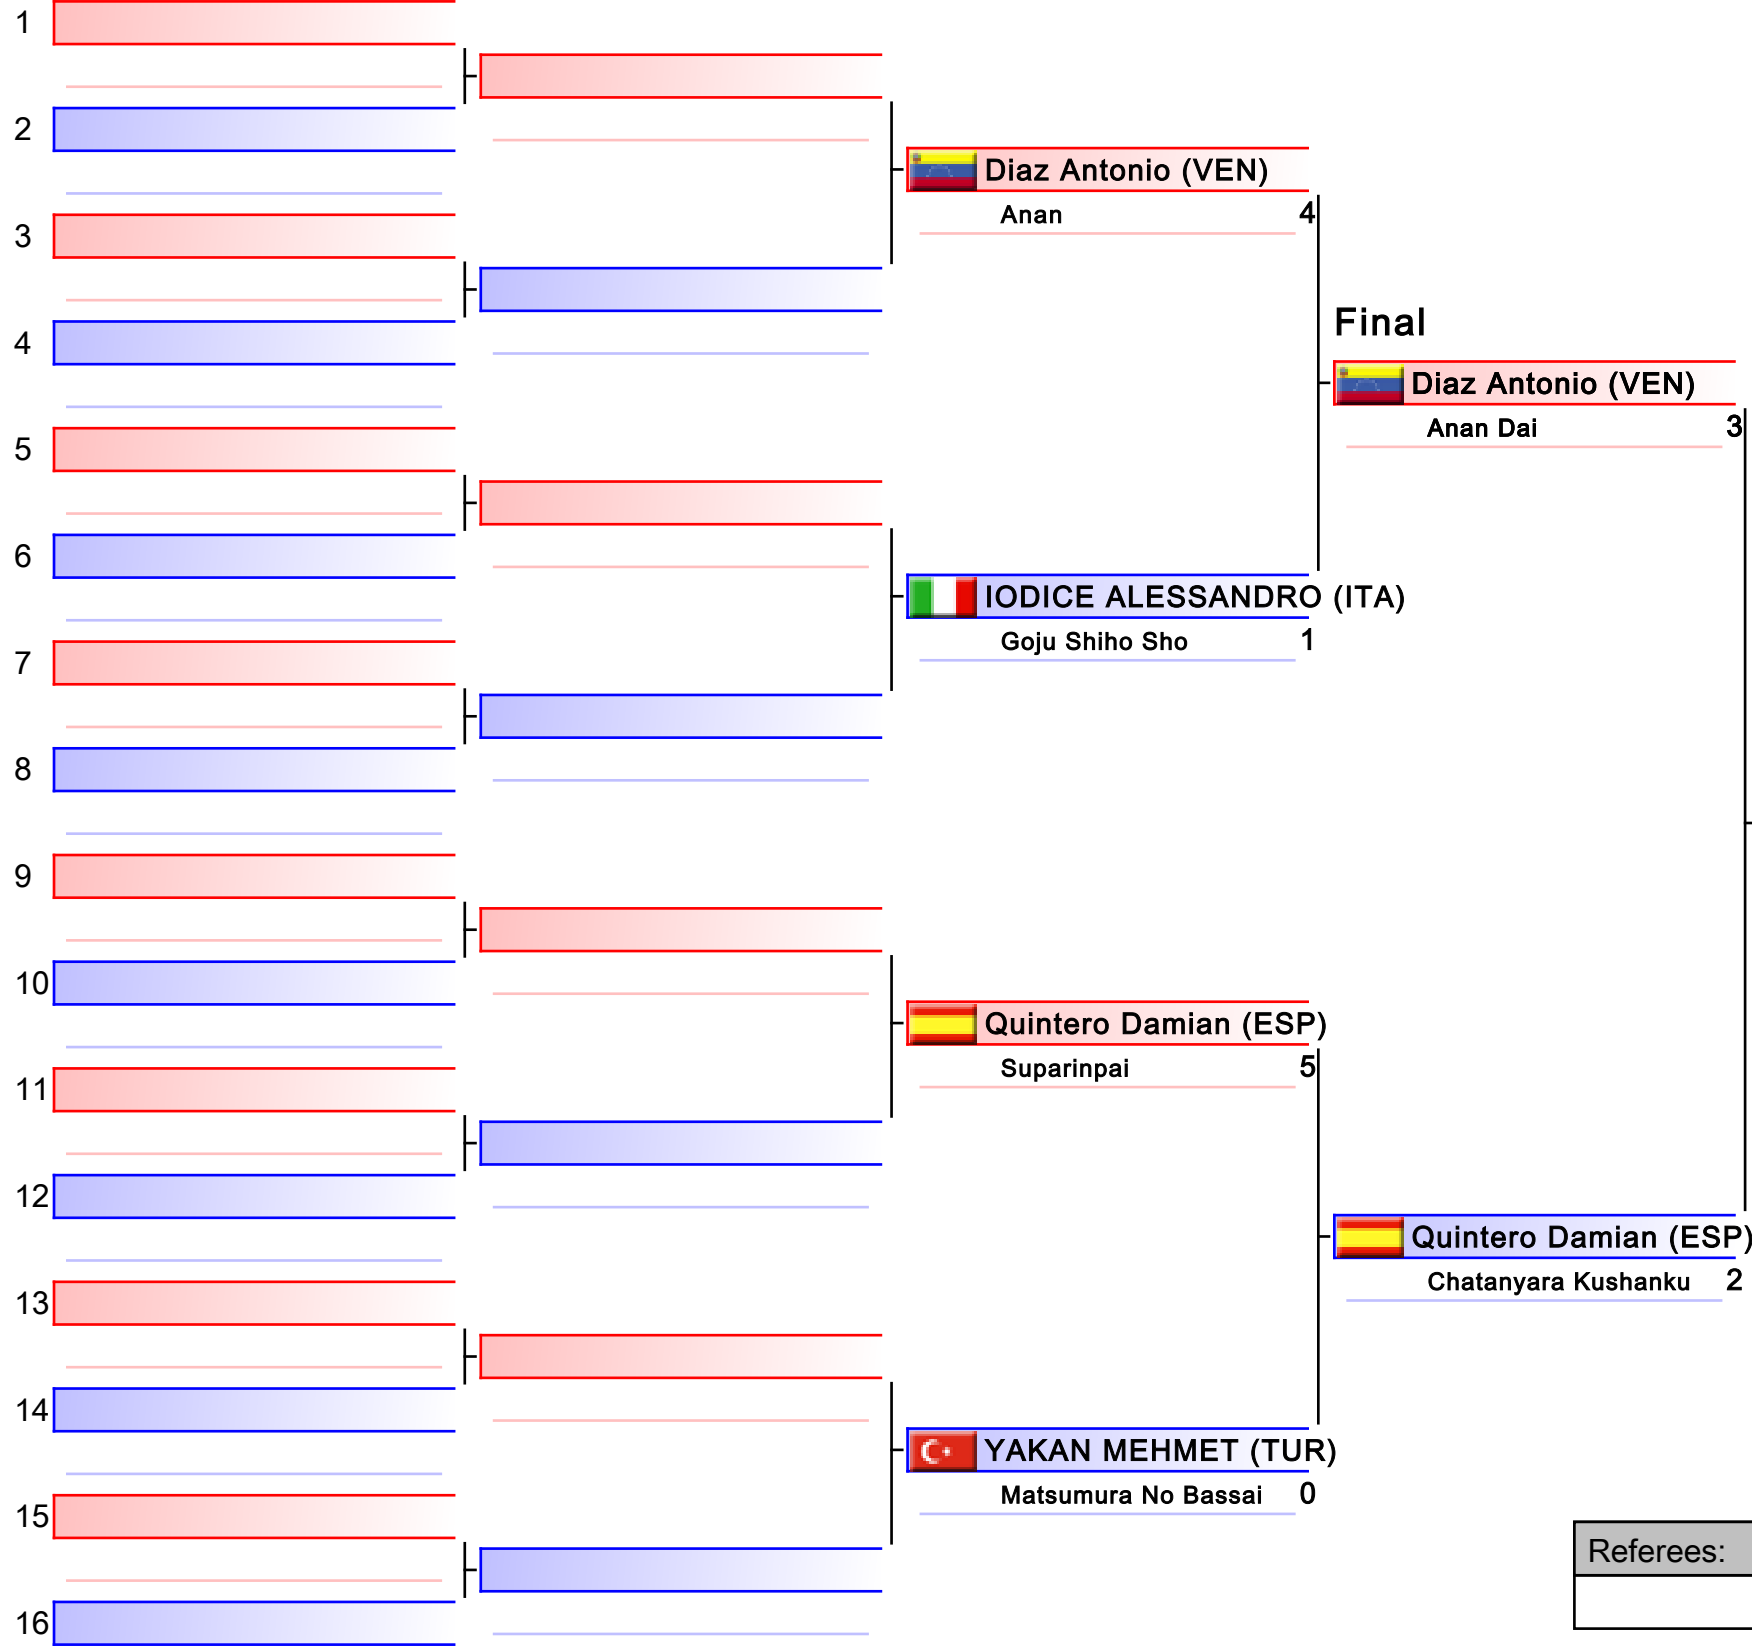 1
2
3
4
5
6
7
8
9
10
11
12
13
14
15
16
Diaz Antonio (VEN)
Anan 4
IODICE ALESSANDRO (ITA)
Goju Shiho Sho 1
Quintero Damian (ESP)
Suparinpai 5
YAKAN MEHMET (TUR)
Matsumura No Bassai 0
Final
Diaz Antonio (VEN)
Anan Dai 3
Quintero Damian (ESP)
Chatanyara Kushanku 2
Referees: